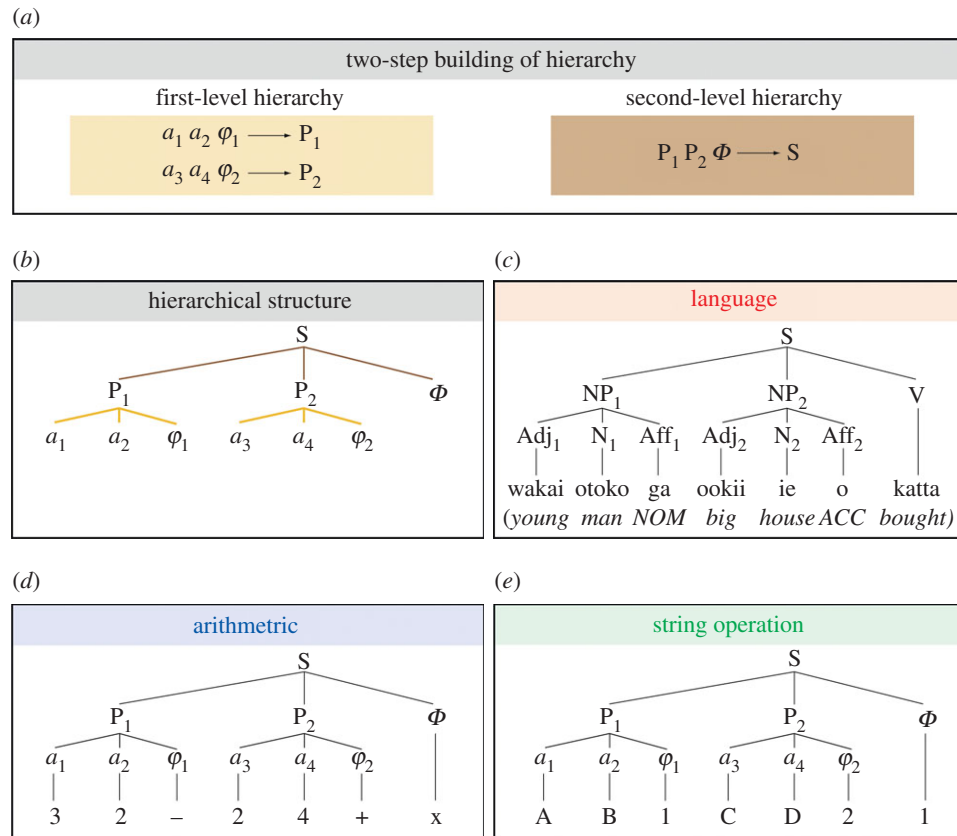 (a)
two-step building of hierarchy
first-level hierarchy
a₁ a₂ φ₁ → P₁
a₃ a₄ φ₂ → P₂
second-level hierarchy
P₁ P₂ Φ → S
(b)
hierarchical structure
S
P₁ P₂ Φ
a₁ a₂ φ₁ a₃ a₄ φ₂
(c)
language
S
NP₁ NP₂ V
Adj₁ N₁ Aff₁ Adj₂ N₂ Aff₂
wakai otoko ga ookii ie o katta
(young man NOM big house ACC bought)
(d)
arithmetric
S
P₁ P₂ Φ
a₁ a₂ φ₁ a₃ a₄ φ₂
3 2 – 2 4 + x
(e)
string operation
S
P₁ P₂ Φ
a₁ a₂ φ₁ a₃ a₄ φ₂
A B 1 C D 2 1